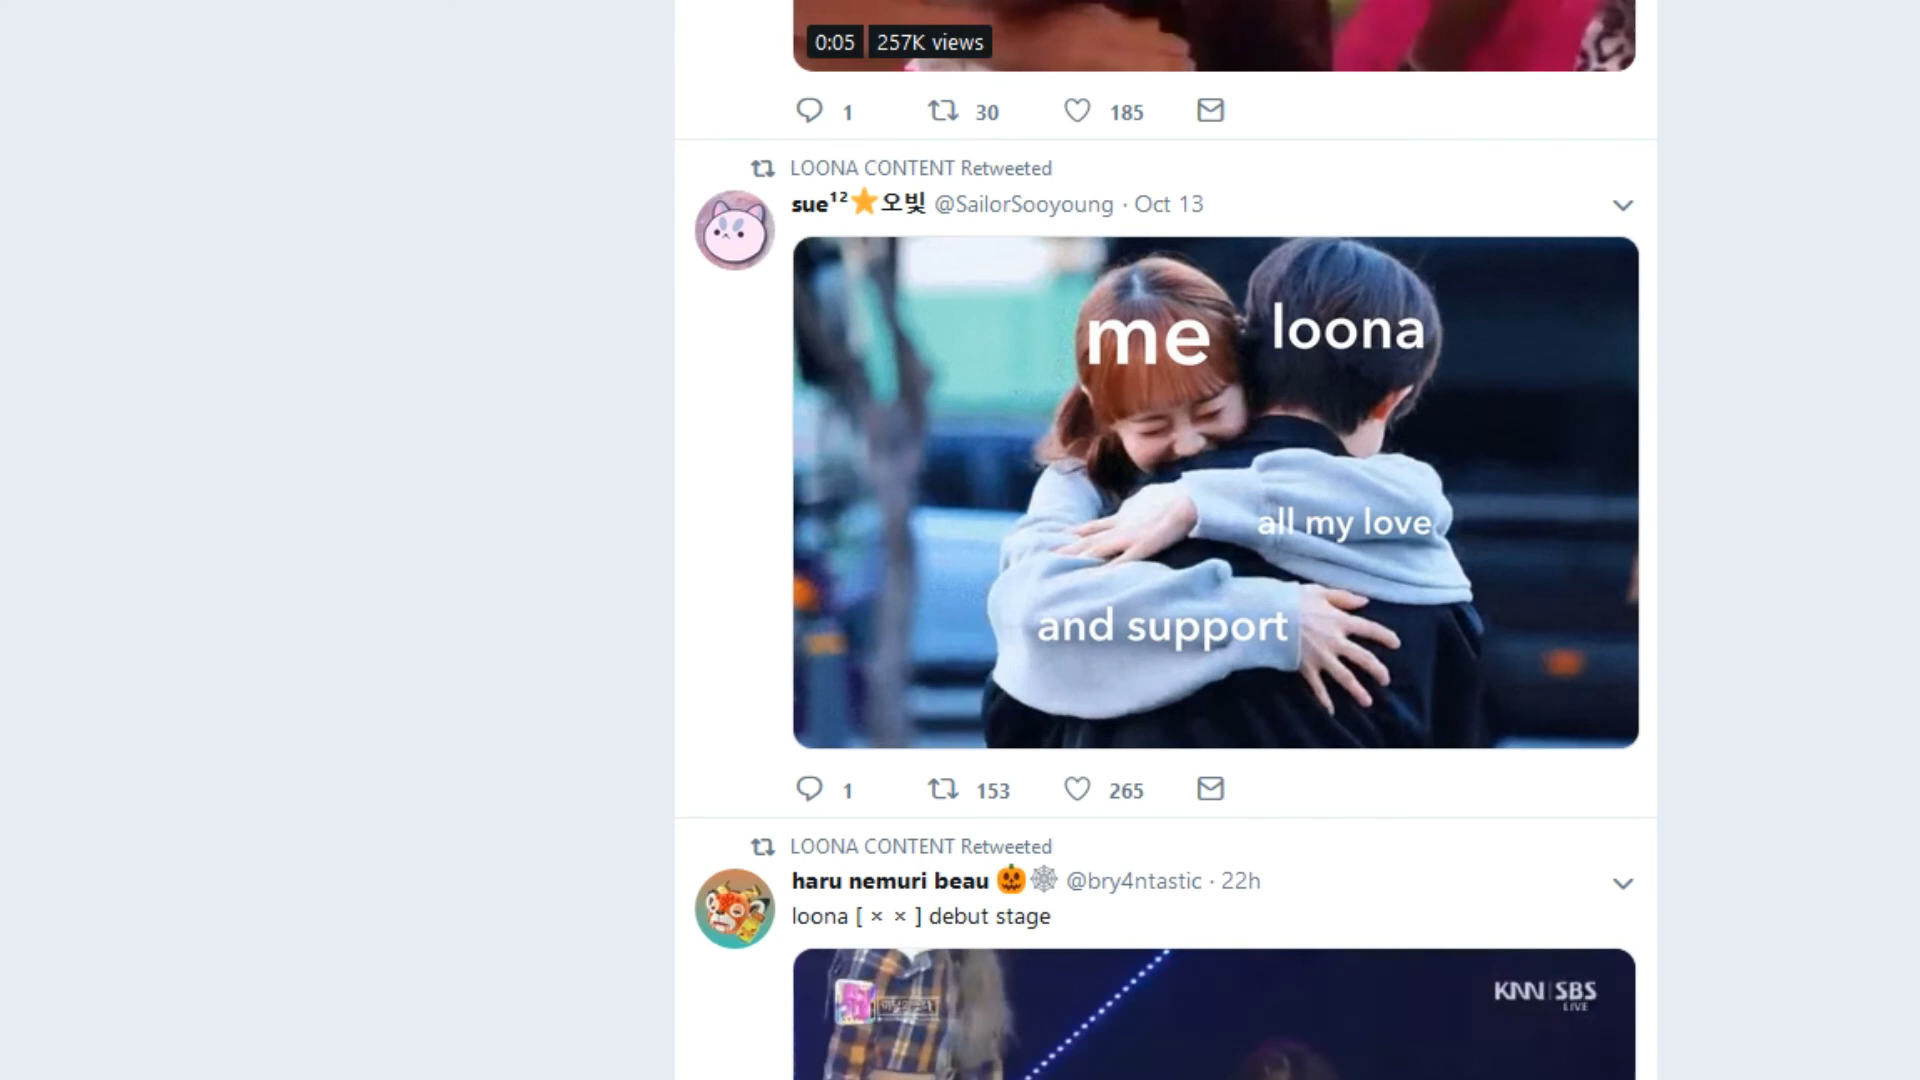 0:05 257K views
1 30 185
LOONA CONTENT Retweeted
sue¹²⭐오빛 @SailorSooyoung · Oct 13
me loona
all my love
and support
1 153 265
LOONA CONTENT Retweeted
haru nemuri beau 🎃🕸 @bry4ntastic · 22h
loona [ × × ] debut stage
KNN SBS
LIVE